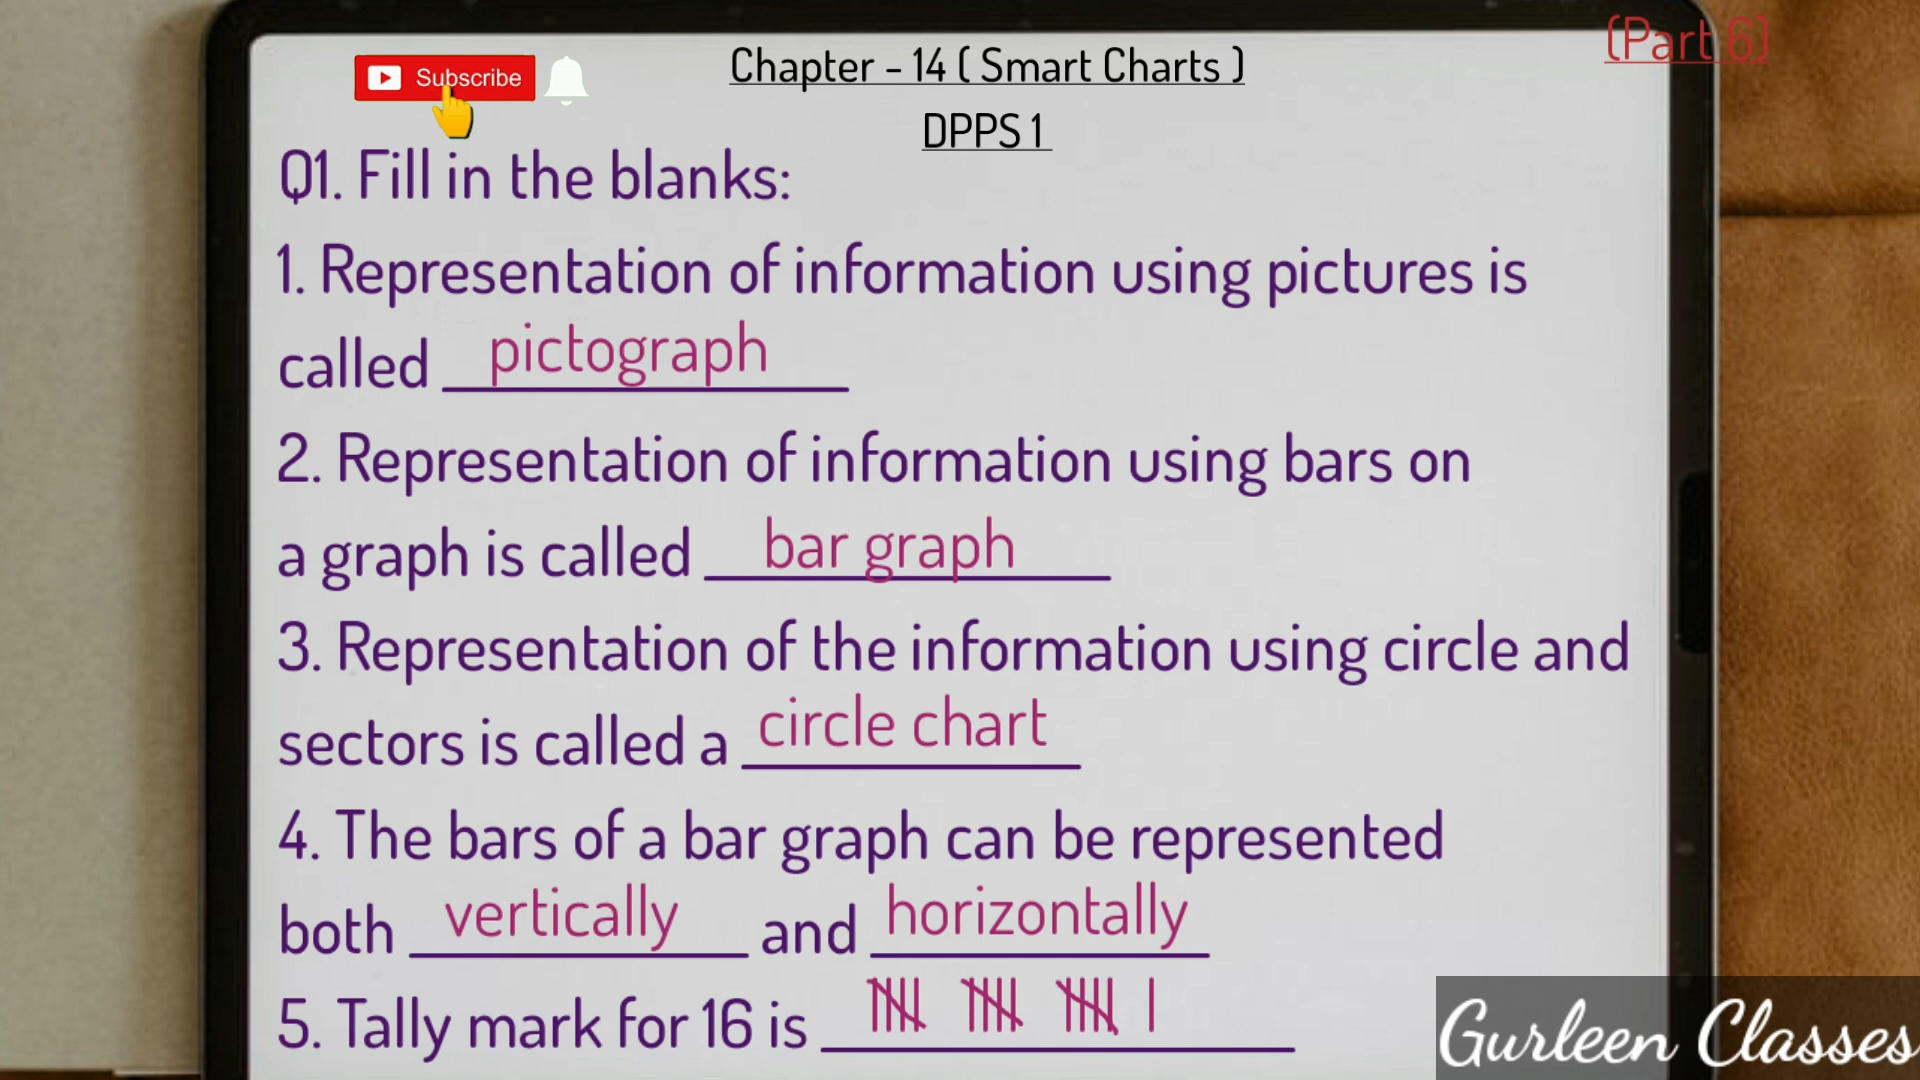 (Part 6)
Subscribe
Chapter - 14 ( Smart Charts )
DPPS 1
Q1. Fill in the blanks:
1. Representation of information using pictures is
called pictograph
2. Representation of information using bars on
a graph is called bar graph
3. Representation of the information using circle and
sectors is called a circle chart
4. The bars of a bar graph can be represented
both vertically and horizontally
5. Tally mark for 16 is
Gurleen Classes